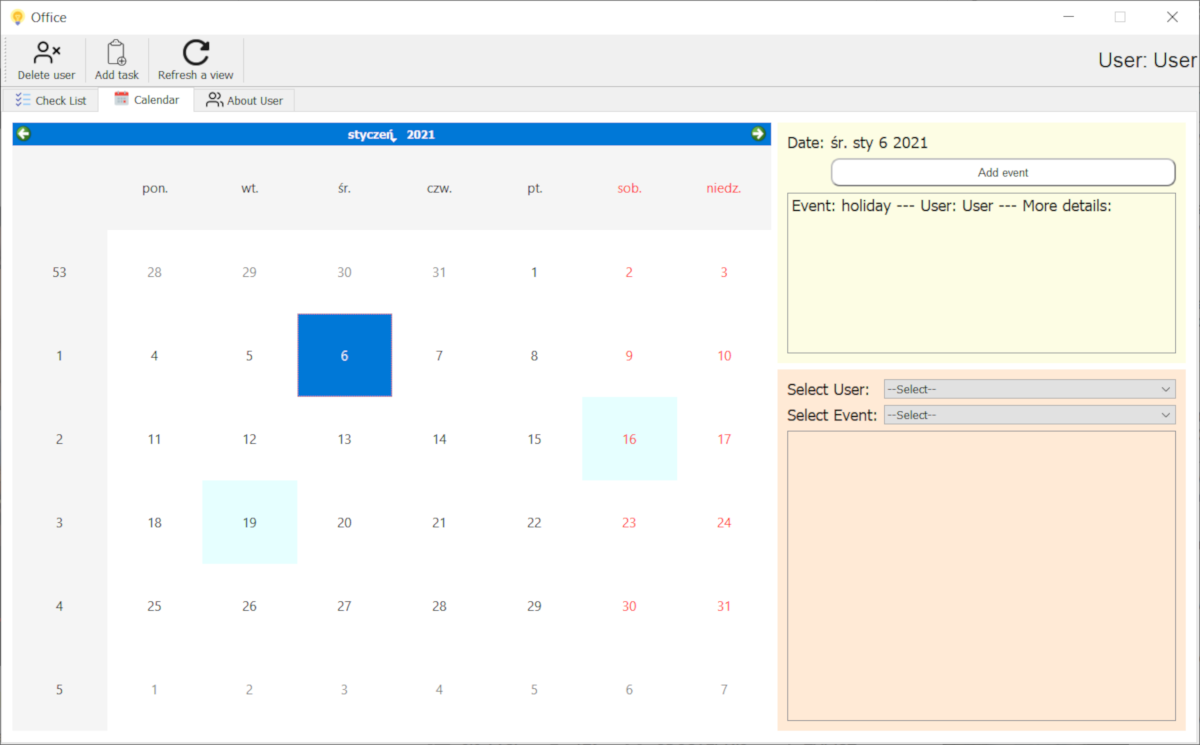 Office
Delete user Add task Refresh a view User: User
Check List Calendar About User
styczeń, 2021
pon. wt. śr. czw. pt. sob. niedz.
53 28 29 30 31 1 2 3
1 4 5 6 7 8 9 10
2 11 12 13 14 15 16 17
3 18 19 20 21 22 23 24
4 25 26 27 28 29 30 31
5 1 2 3 4 5 6 7
Date: śr. sty 6 2021
Add event
Event: holiday --- User: User --- More details:
Select User: --Select--
Select Event: --Select--